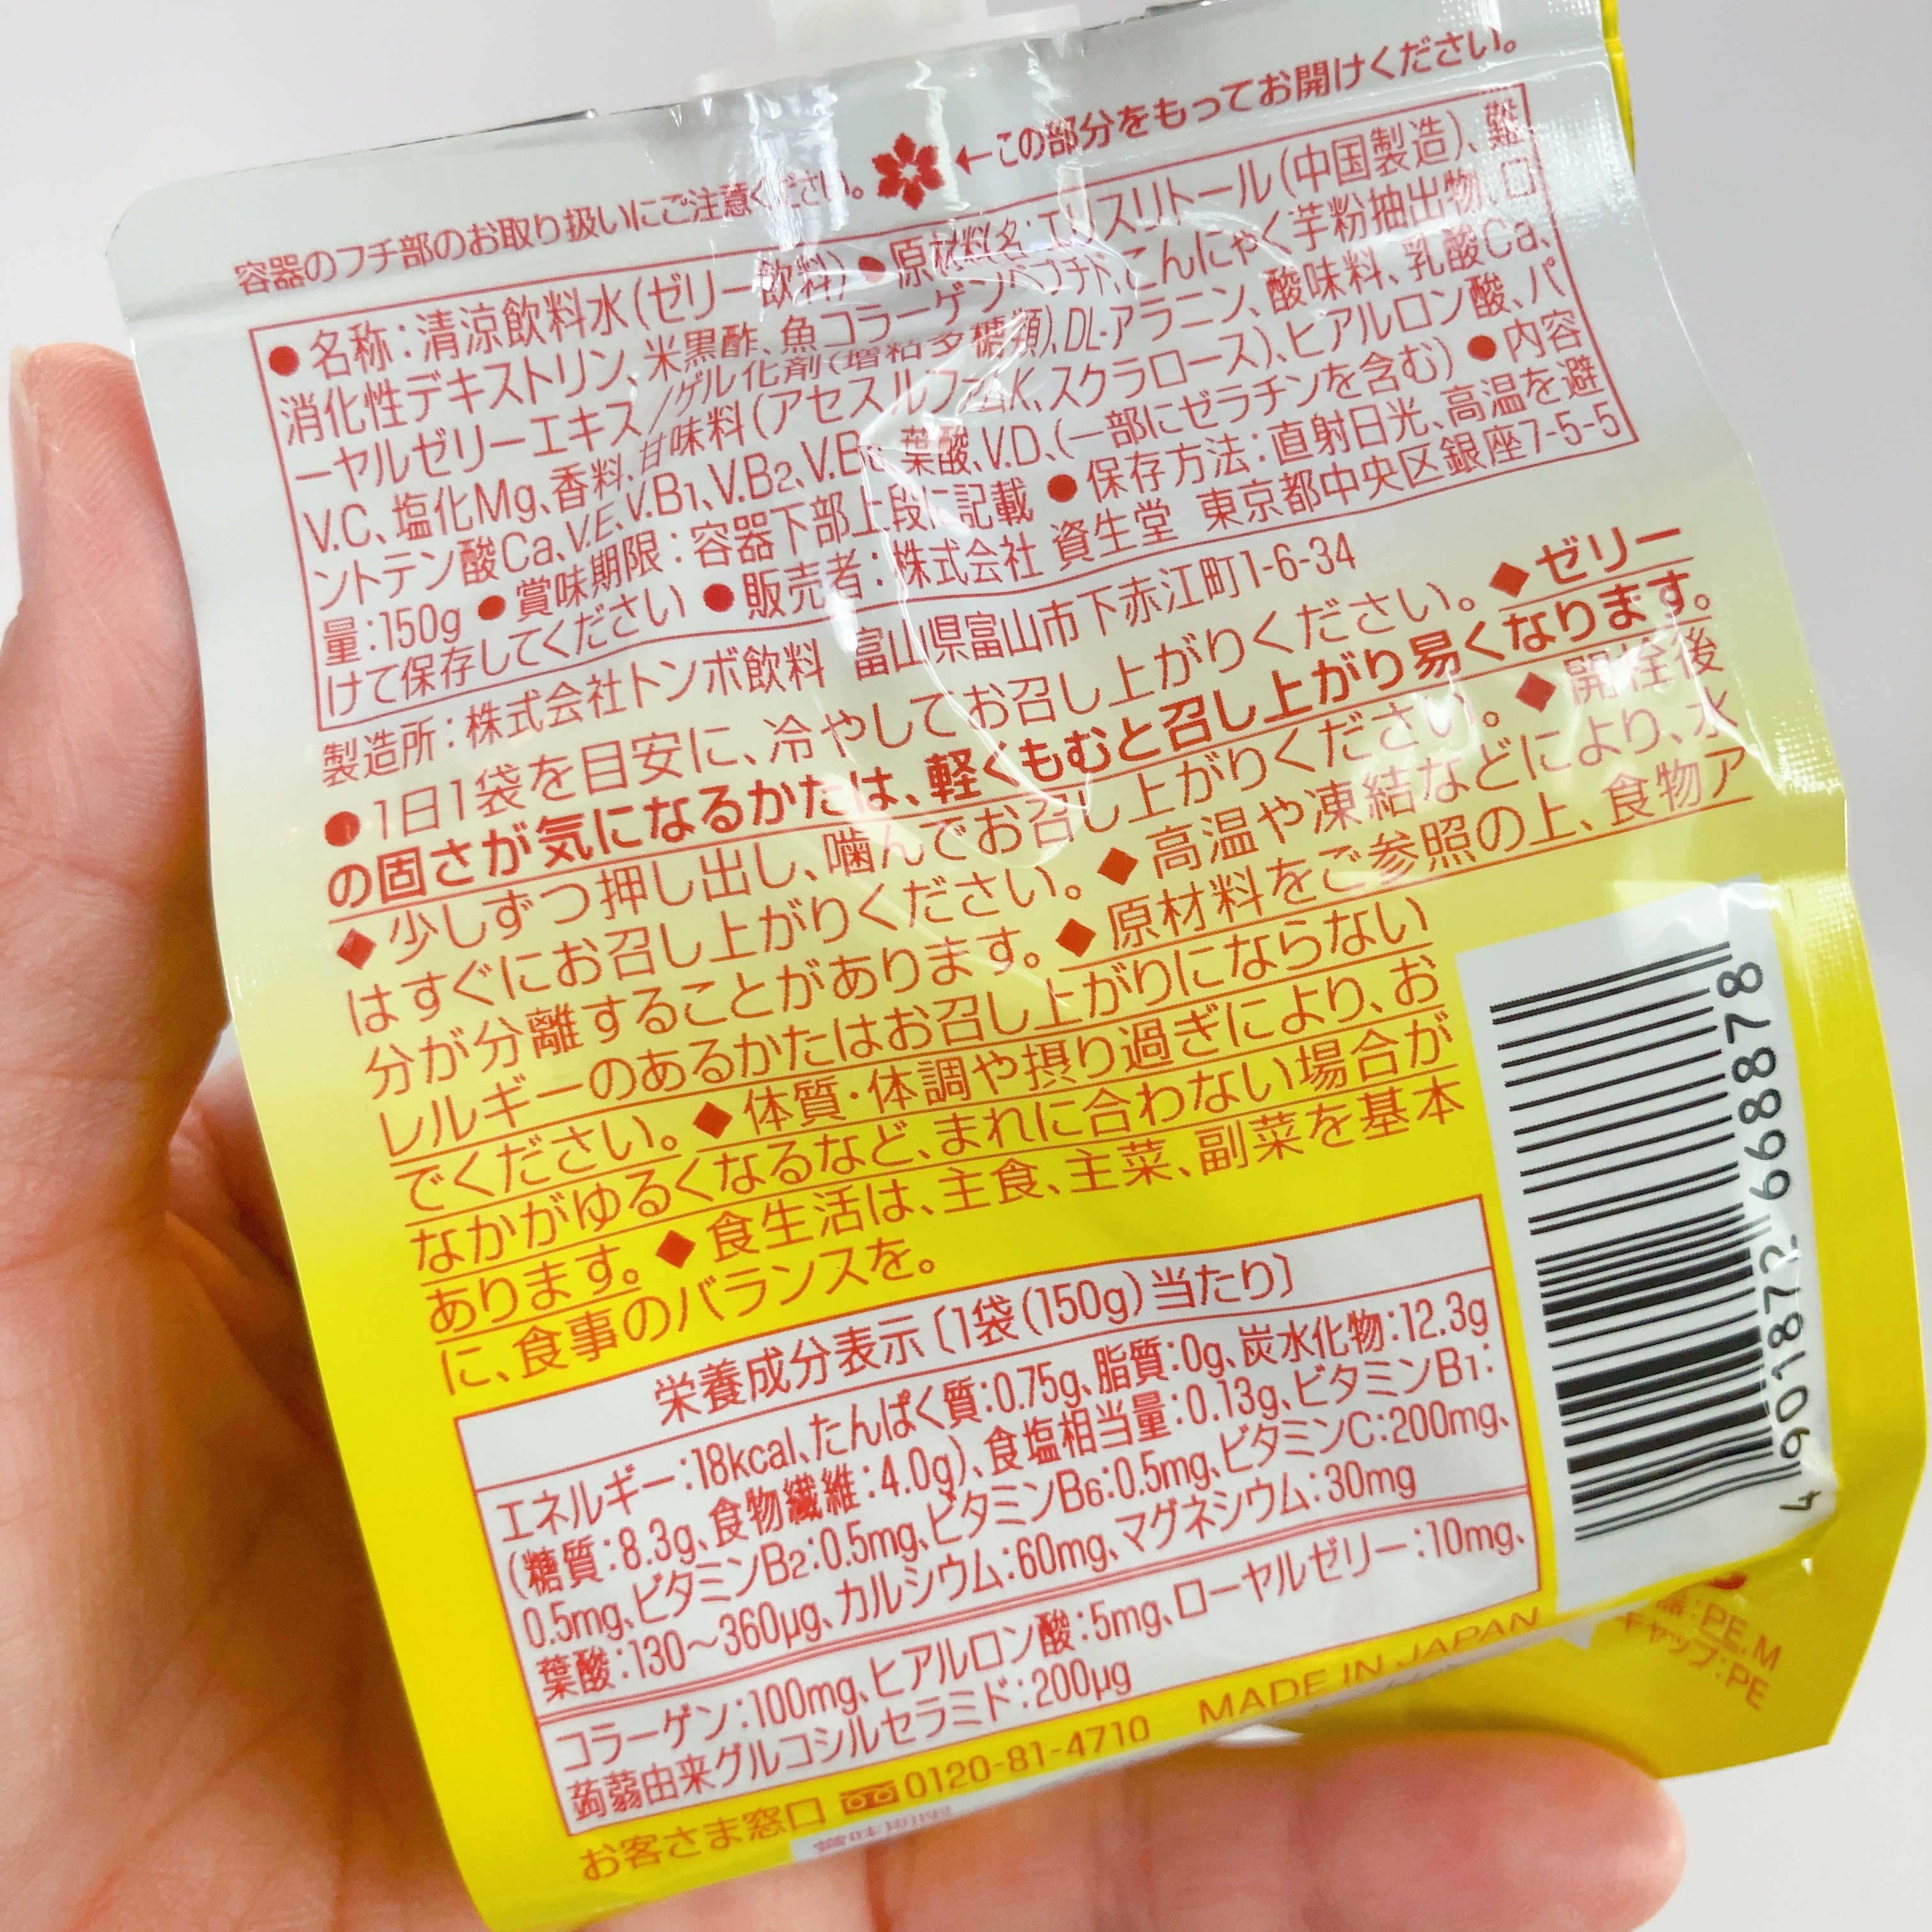 容器のフチ部のお取り扱いにご注意ください。 ←この部分をもってお開けください。
●名称：清涼飲料水(ゼリー飲料)●原材料名：エリスリトール(中国製造)、難
消化性デキストリン、米黒酢、魚コラーゲンペプチド、こんにゃく芋粉抽出物、ロ
ーヤルゼリーエキス/ゲル化剤(増粘多糖類)、DL-アラニン、酸味料、乳酸Ca、
V.C、塩化Mg、香料、甘味料(アセスルファムK、スクラロース)、ヒアルロン酸、パ
ントテン酸Ca、V.E、V.B1、V.B2、V.B6、葉酸、V.D、(一部にゼラチンを含む)●内容
量：150g●賞味期限：容器下部上段に記載●保存方法：直射日光、高温を避
けて保存してください●販売者：株式会社 資生堂 東京都中央区銀座7-5-5
製造所：株式会社トンボ飲料 富山県富山市下赤江町1-6-34
●1日1袋を目安に、冷やしてお召し上がりください。◆ゼリー
の固さが気になるかたは、軽くもむと召し上がり易くなります。
◆少しずつ押し出し、噛んでお召し上がりください。◆開栓後
はすぐにお召し上がりください。◆高温や凍結などにより、水
分が分離することがあります。◆原材料をご参照の上、食物ア
レルギーのあるかたはお召し上がりにならない
でください。◆体質・体調や摂り過ぎにより、お
なかがゆるくなるなど、まれに合わない場合が
あります。◆食生活は、主食、主菜、副菜を基本
に、食事のバランスを。
栄養成分表示〔1袋(150g)当たり〕
エネルギー：18kcal、たんぱく質：0.75g、脂質：0g、炭水化物：12.3g
(糖質：8.3g、食物繊維：4.0g)、食塩相当量：0.13g、ビタミンB1：
0.5mg、ビタミンB2：0.5mg、ビタミンB6：0.5mg、ビタミンC：200mg、
葉酸：130～360μg、カルシウム：60mg、マグネシウム：30mg
コラーゲン：100mg、ヒアルロン酸：5mg、ローヤルゼリー：10mg、
蒟蒻由来グルコシルセラミド：200μg
お客さま窓口 0120-81-4710 MADE IN JAPAN
賞味期限
4901872668878
：PE、M
キャップ：PE